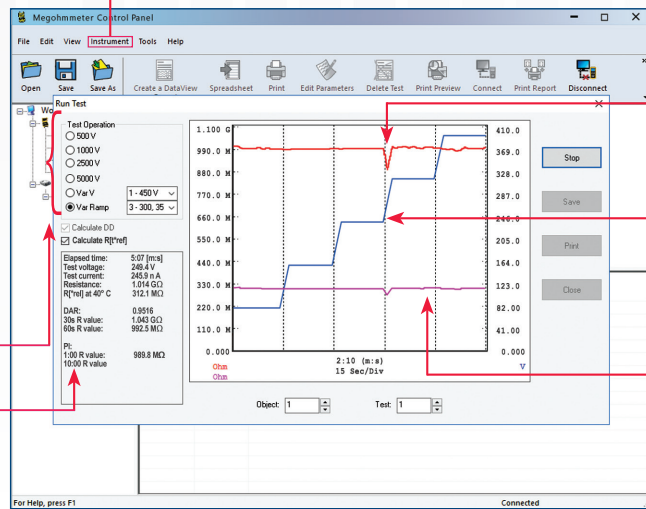 Megohmmeter Control Panel
File Edit View Instrument Tools Help
Open Save Save As Create a DataView Spreadsheet Print Edit Parameters Delete Test Print Preview Connect Print Report Disconnect
Run Test
Test Operation
500 V
1000 V
2500 V
5000 V
Var V 1 - 450 V
Var Ramp 3 - 300, 35
Calculate DD
Calculate R[t°ref]
Elapsed time: 5:07 [m:s]
Test voltage: 249.4 V
Test current: 245.9 n A
Resistance: 1.014 GΩ
R[°ref] at 40° C 312.1 MΩ
DAR: 0.9516
30s R value: 1.043 GΩ
60s R value: 992.5 MΩ
PI:
1:00 R value: 989.8 MΩ
10:00 R value
1.100 G
990.0 M
880.0 M
770.0 M
660.0 M
550.0 M
440.0 M
330.0 M
220.0 M
110.0 M
0.000
Ohm
Ohm
2:10 (m:s)
15 Sec/Div
410.0
369.0
328.0
287.0
246.0
205.0
164.0
123.0
82.00
41.00
0.000
V
Stop
Save
Print
Close
Object: 1 Test: 1
For Help, press F1 Connected